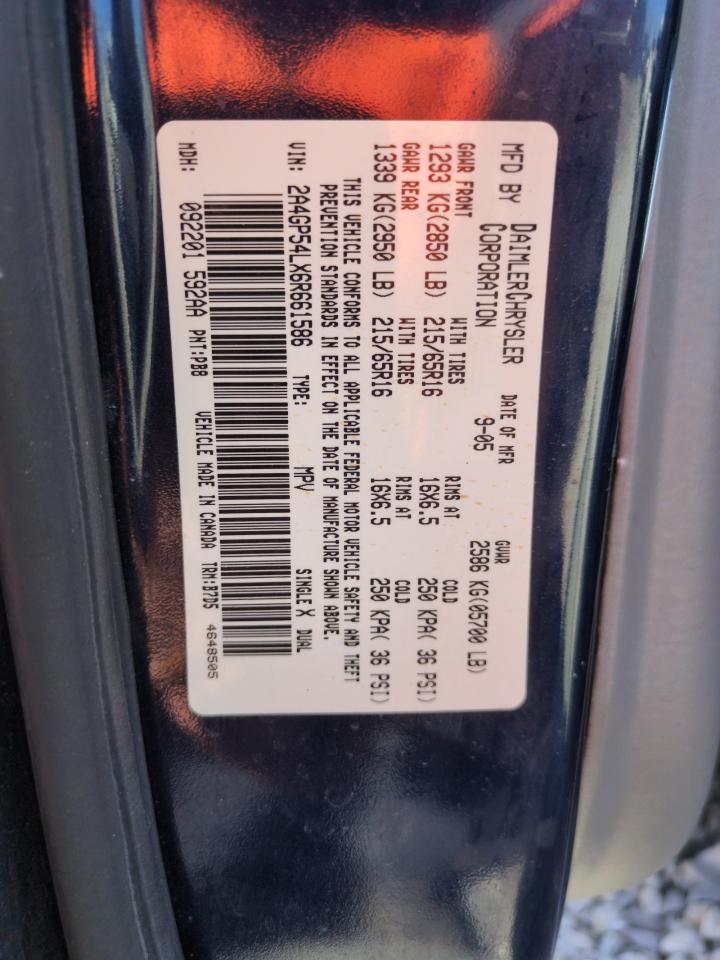 MFD BY DAIMLERCHRYSLER CORPORATION
DATE OF MFR 9-05
GVWR 2586 KG(05700 LB)
GAWR FRONT WITH TIRES RIMS AT COLD
1293 KG(2850 LB) 215/65R16 16X6.5 250 KPA( 36 PSI)
GAWR REAR WITH TIRES RIMS AT COLD
1339 KG(2950 LB) 215/65R16 16X6.5 250 KPA( 36 PSI)
THIS VEHICLE CONFORMS TO ALL APPLICABLE FEDERAL MOTOR VEHICLE SAFETY AND THEFT
PREVENTION STANDARDS IN EFFECT ON THE DATE OF MANUFACTURE SHOWN ABOVE.
VIN: 2A4GP54LX6R661586 TYPE: MPV SINGLE X DUAL
MDH: 092201 592AA PNT:PB8 VEHICLE MADE IN CANADA TRM:B7D5 4648505